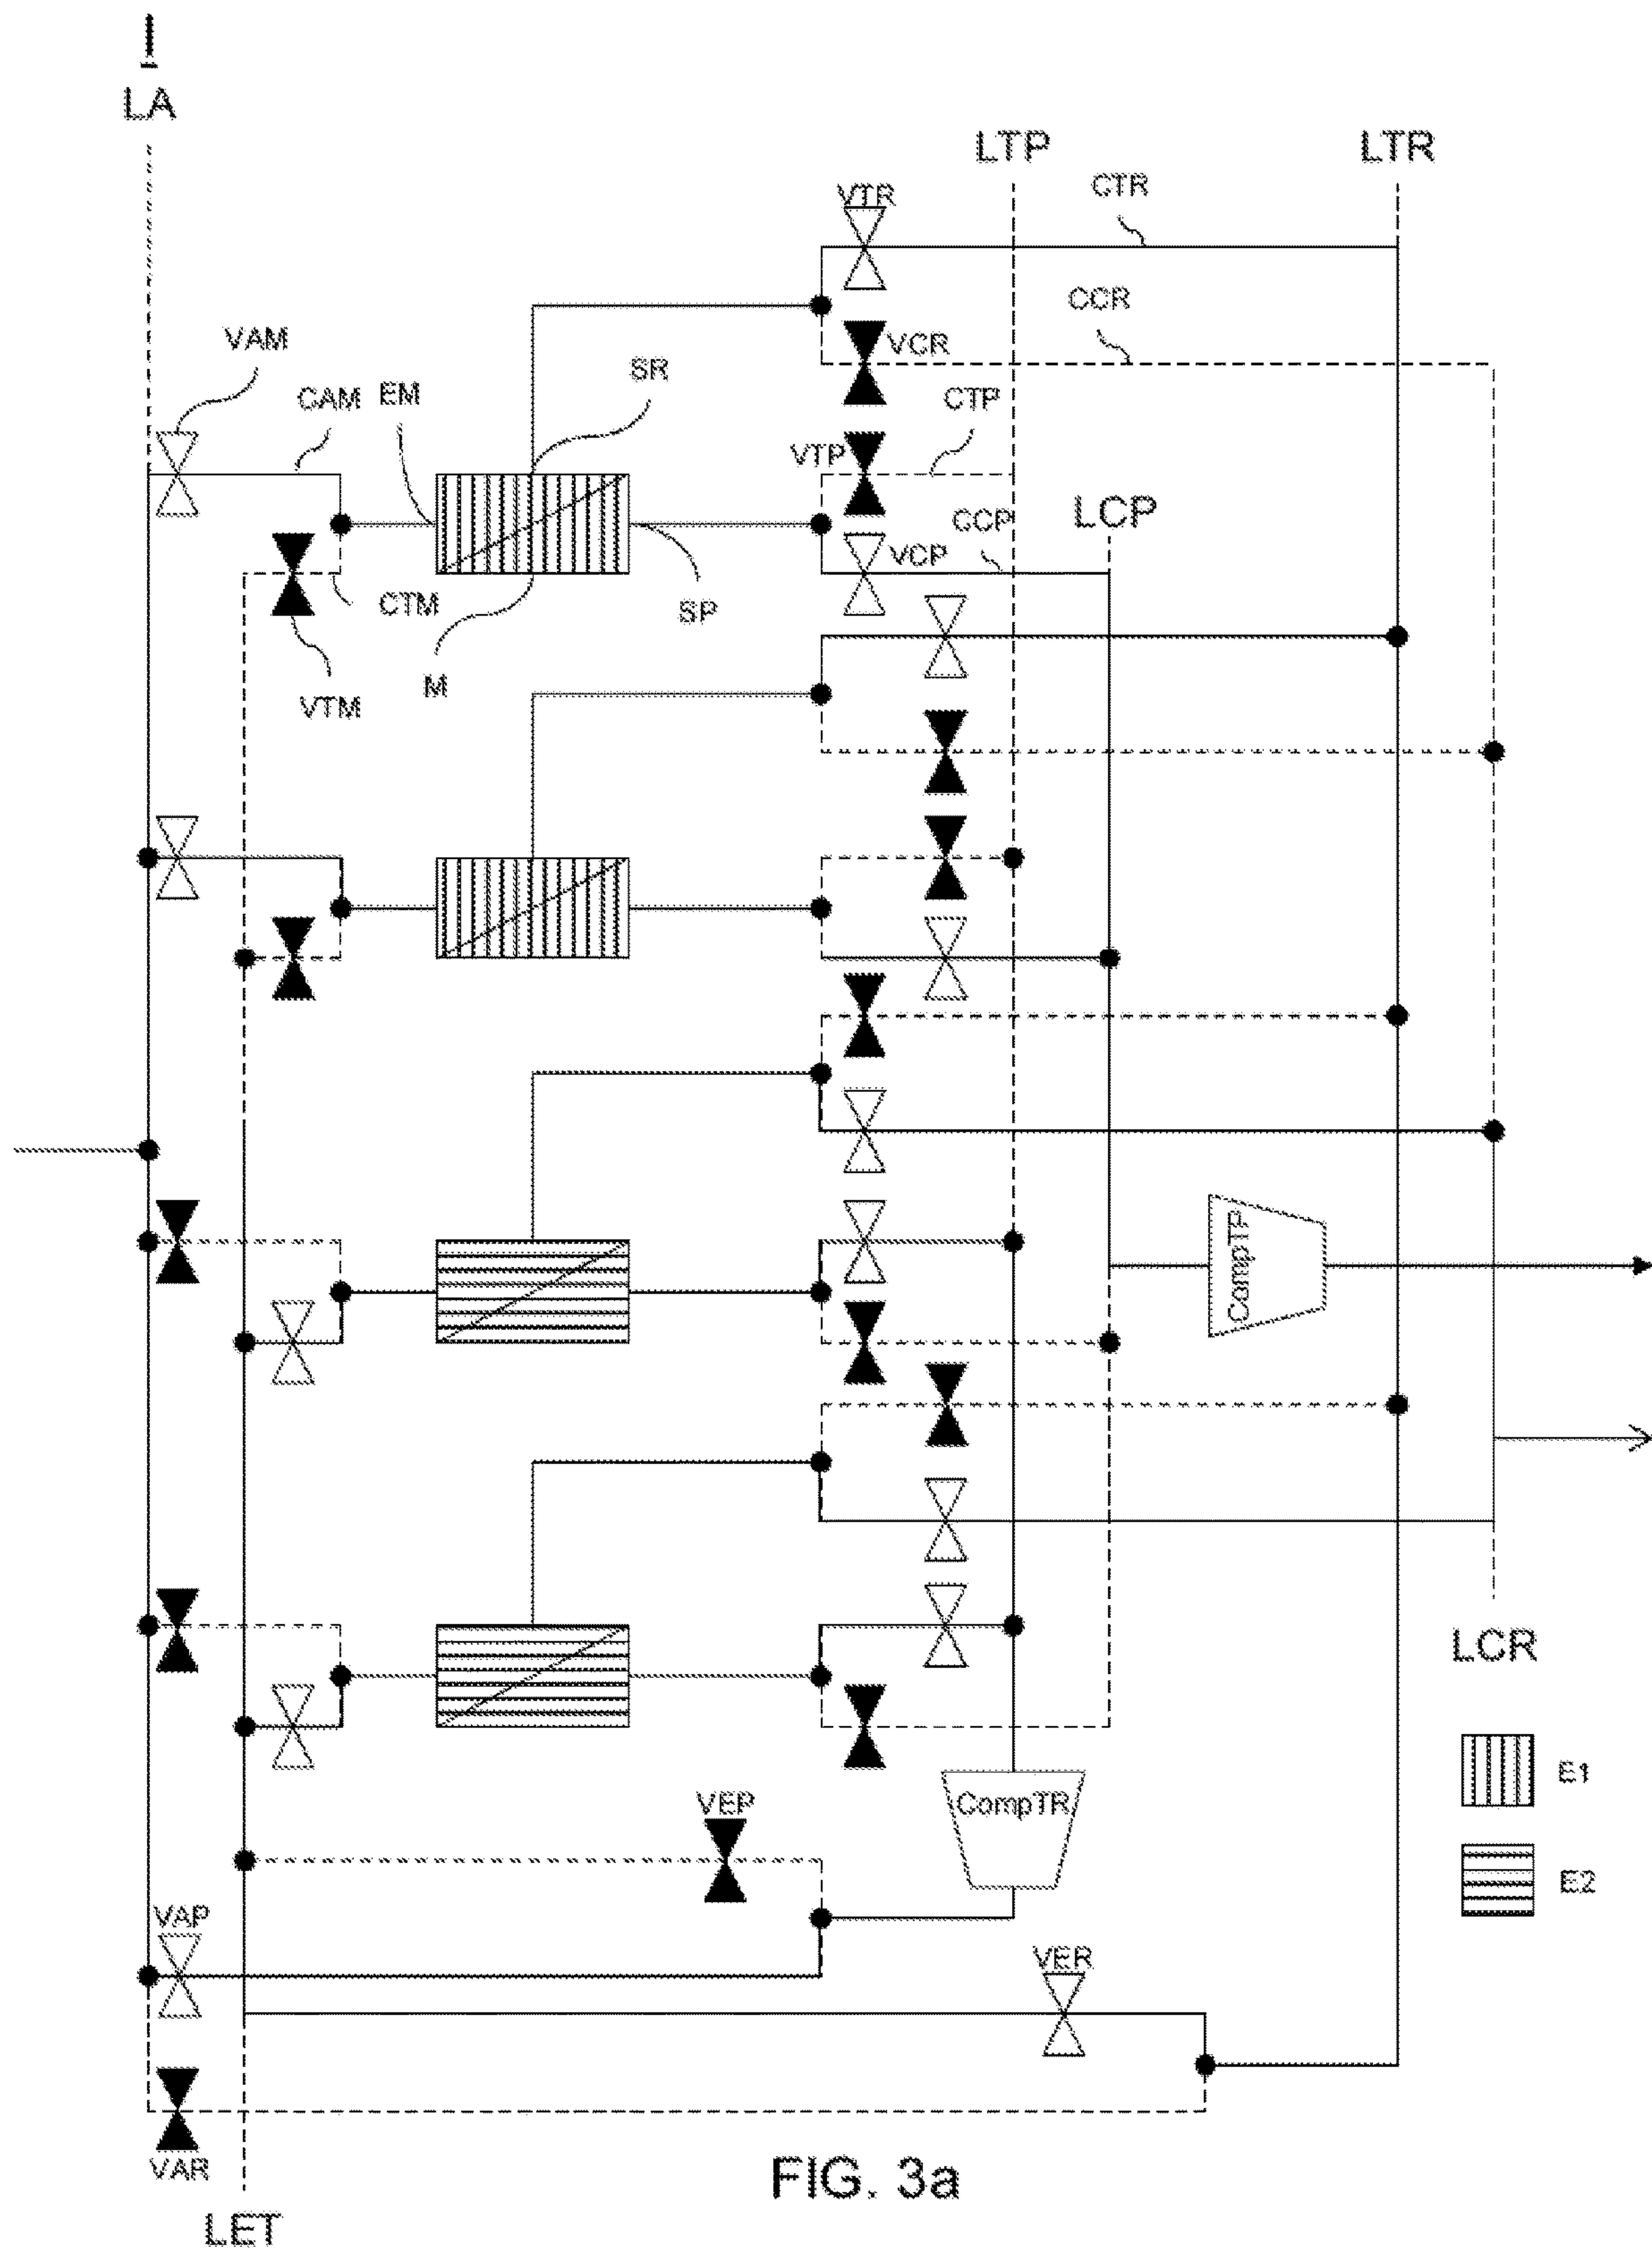 I
LA
LTP
LTR
VTR
CTR
CCR
VAM
VCR
SR
CAM
EM
CTP
VTP
LCP
CCP
VCP
CTM
SP
M
VTM
CompTP
LCR
E1
VEP
CompTR
E2
VAP
VER
VAR
FIG. 3a
LET